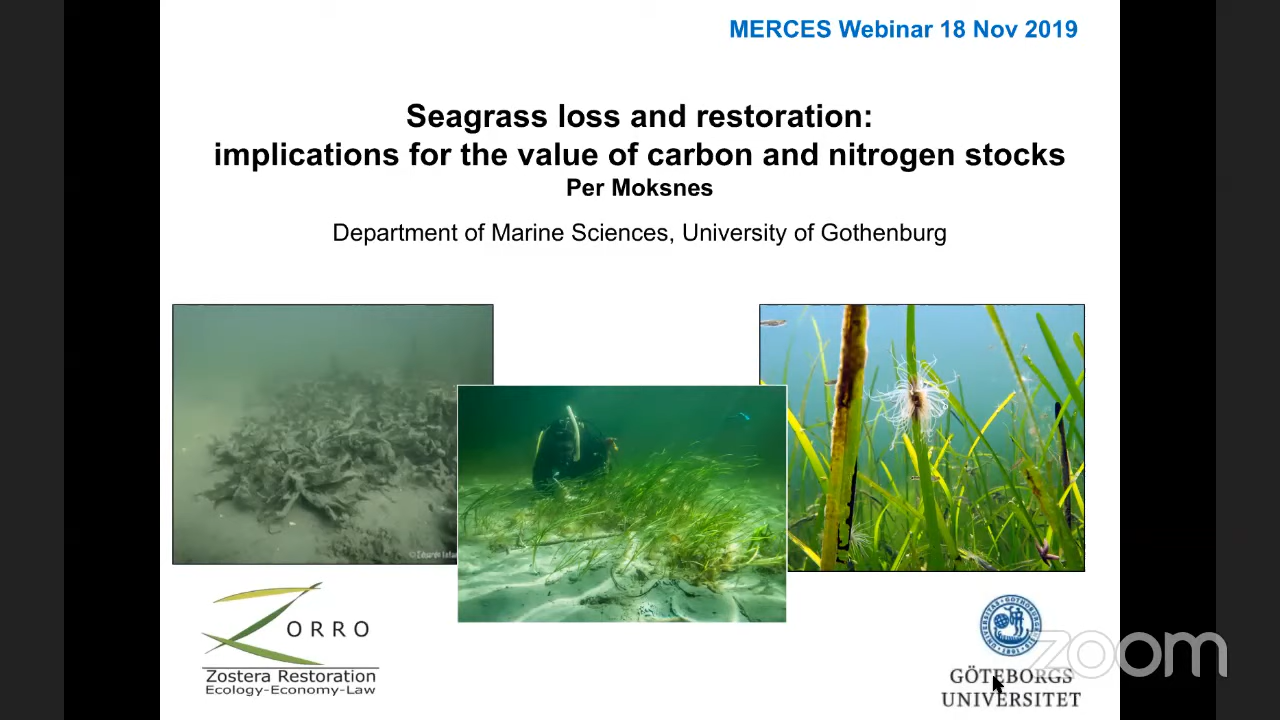 MERCES Webinar 18 Nov 2019
Seagrass loss and restoration:
implications for the value of carbon and nitrogen stocks
Per Moksnes
Department of Marine Sciences, University of Gothenburg
ZORRO
Zostera Restoration
Ecology-Economy-Law
zoom
GÖTEBORGS
UNIVERSITET